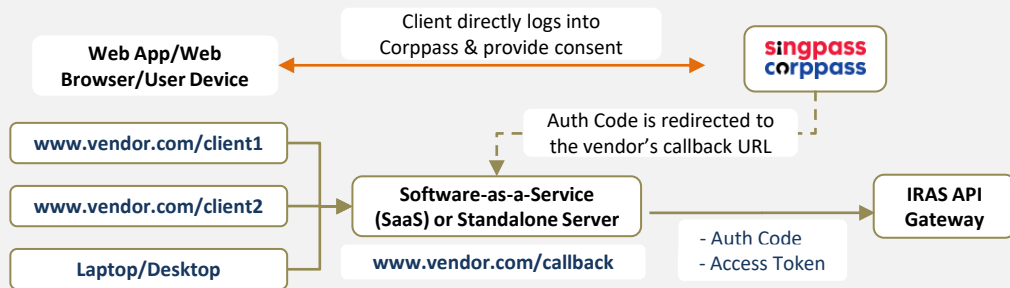 Client directly logs into
Corppass & provide consent
Web App/Web
Browser/User Device
singpass
corppass
www.vendor.com/client1
Auth Code is redirected to
the vendor's callback URL
www.vendor.com/client2
Software-as-a-Service
(SaaS) or Standalone Server
IRAS API
Gateway
Laptop/Desktop
www.vendor.com/callback
- Auth Code
- Access Token